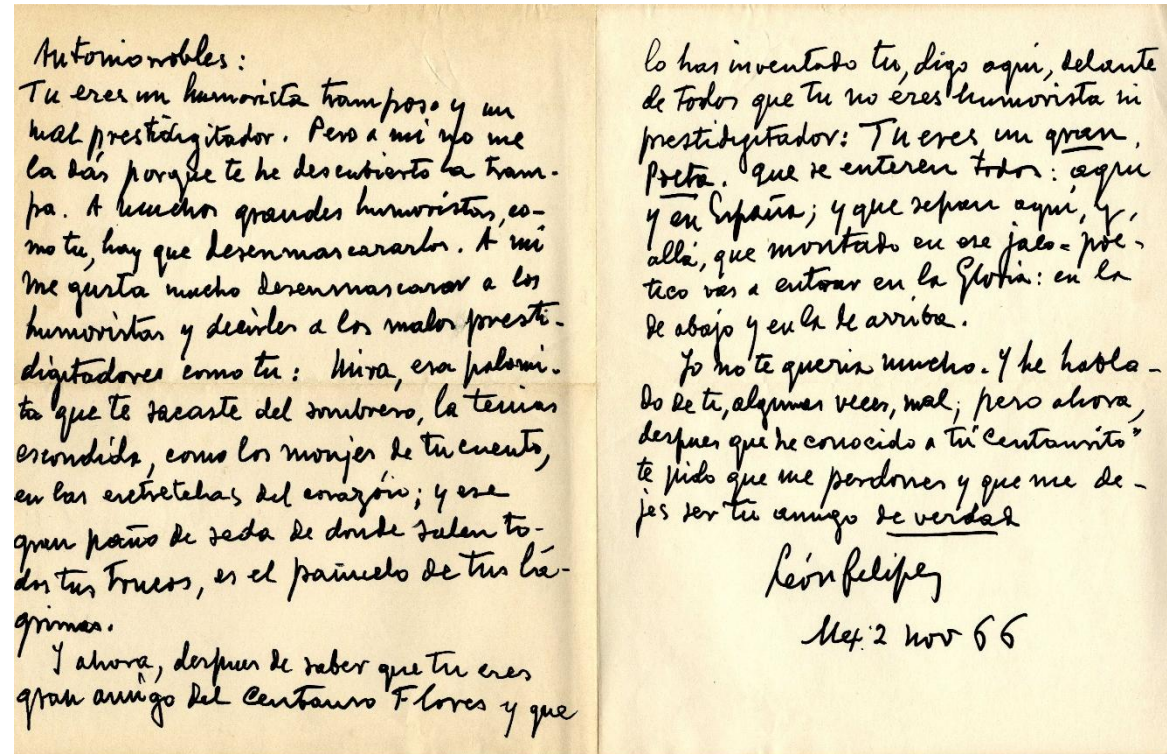 Antoniorrobles:
Tu eres un humorista tramposo y un
mal prestidigitador. Pero a mi no me
la dás porque te he descubierto la tram-
pa. A muchos grandes humoristas, co-
mo tu, hay que desenmascararlos. A mi
me gusta mucho desenmascarar a los
humoristas y decirles a los malos presti-
digitadores como tu: Mira, esa palomi-
ta que te sacaste del sombrero, la tenias
escondida, como los monjes de tu cuento,
en las entretelas del corazón; y ese
gran paño de seda de donde salen to-
dos tus trucos, es el pañuelo de tus lá-
grimas.
Y ahora, despues de saber que tu eres
gran amigo del Centauro Flores y que
lo has inventado tu, digo aqui, delante
de todos que tu no eres humorista ni
prestidigitador: Tu eres un gran
Poeta. Que se enteren todos: aqui
y en España; y que sepan aqui, y,
allá, que montado en ese jaco-poé-
tico vas a entrar en la Gloria: en la
de abajo y en la de arriba.
Yo no te queria mucho. Y he habla-
do de ti, algunas veces, mal; pero ahora,
despues que he conocido a tu "Centaurito"
te pido que me perdones y que me de-
jes ser tu amigo de verdad
León Felipe
Mex. 2 nov 66